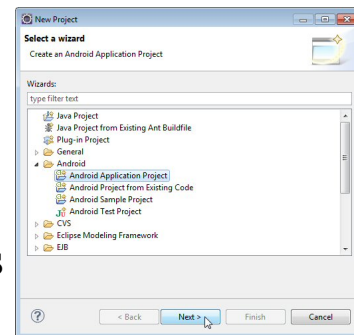 New Project
Select a wizard
Create an Android Application Project
Wizards:
type filter text
Java Project
Java Project from Existing Ant Buildfile
Plug-in Project
General
Android
Android Application Project
Android Project from Existing Code
Android Sample Project
Android Test Project
CVS
Eclipse Modeling Framework
EJB
s
< Back
Next >
Finish
Cancel